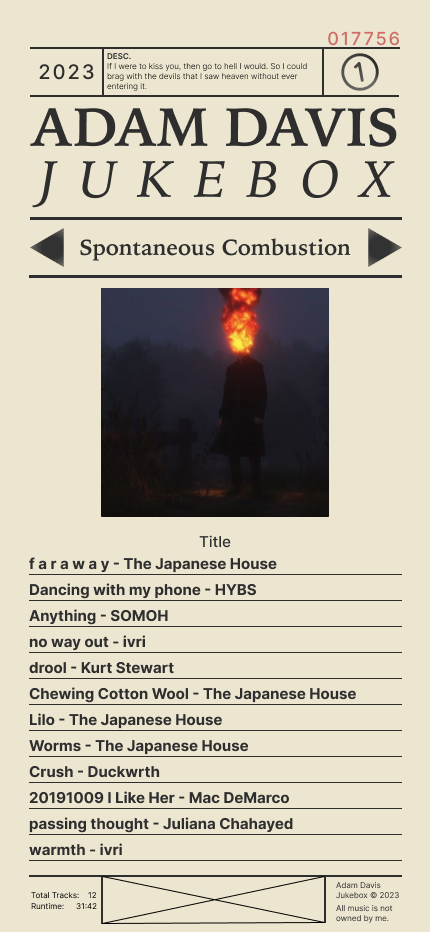 017756
2023
DESC.
If I were to kiss you, then go to hell I would. So I could
brag with the devils that I saw heaven without ever
entering it.
1
ADAM DAVIS
JUKEBOX
Spontaneous Combustion
Title
f a r a w a y - The Japanese House
Dancing with my phone - HYBS
Anything - SOMOH
no way out - ivri
drool - Kurt Stewart
Chewing Cotton Wool - The Japanese House
Lilo - The Japanese House
Worms - The Japanese House
Crush - Duckwrth
20191009 I Like Her - Mac DeMarco
passing thought - Juliana Chahayed
warmth - ivri
Total Tracks: 12
Runtime: 31:42
Adam Davis
Jukebox © 2023
All music is not
owned by me.